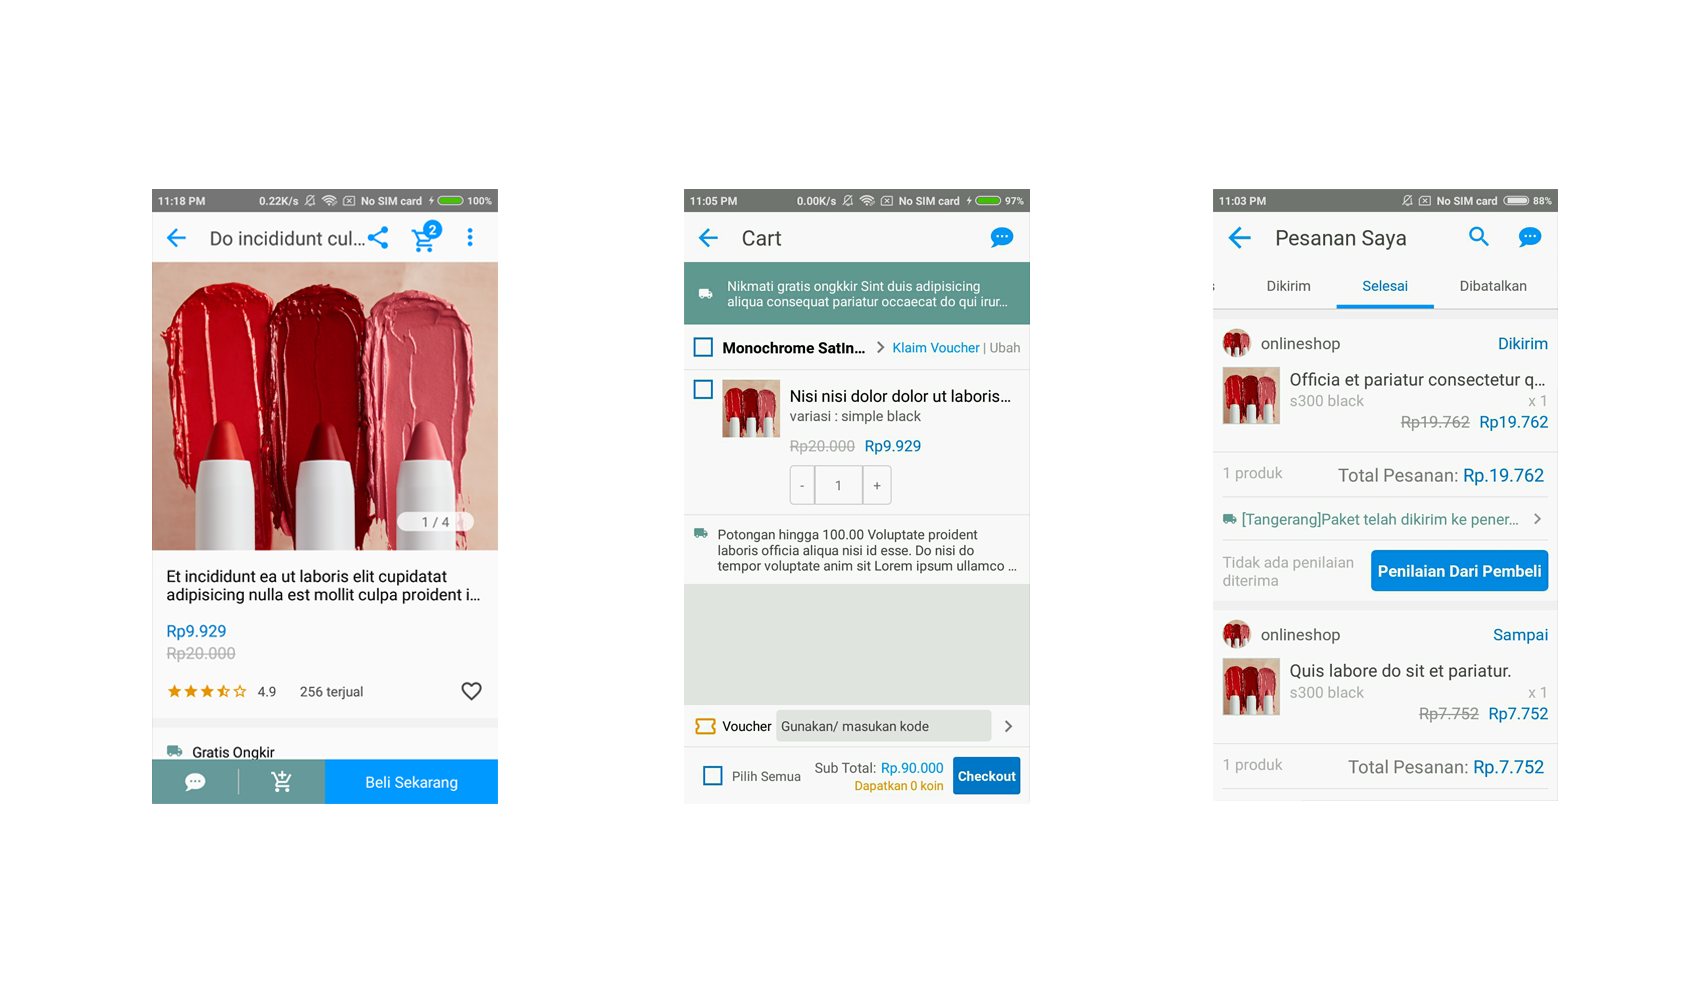 11:18 PM 0.22K/s No SIM card 100%
Do incididunt cul... 2
1 / 4
Et incididunt ea ut laboris elit cupidatat
adipisicing nulla est mollit culpa proident i...
Rp9.929
Rp20.000
4.9 256 terjual
Gratis Ongkir
Beli Sekarang
11:05 PM 0.00K/s No SIM card 97%
Cart
Nikmati gratis ongkkir Sint duis adipisicing
aliqua consequat pariatur occaecat do qui irur...
Monochrome SatIn... Klaim Voucher | Ubah
Nisi nisi dolor dolor ut laboris...
variasi : simple black
Rp20.000 Rp9.929
- 1 +
Potongan hingga 100.00 Voluptate proident
laboris officia aliqua nisi id esse. Do nisi do
tempor voluptate anim sit Lorem ipsum ullamco ...
Voucher Gunakan/ masukan kode
Pilih Semua Sub Total: Rp.90.000 Checkout
Dapatkan 0 koin
11:03 PM No SIM card 88%
Pesanan Saya
s Dikirim Selesai Dibatalkan
onlineshop Dikirim
Officia et pariatur consectetur q...
s300 black x 1
Rp19.762 Rp19.762
1 produk Total Pesanan: Rp.19.762
[Tangerang]Paket telah dikirim ke pener...
Tidak ada penilaian
diterima
Penilaian Dari Pembeli
onlineshop Sampai
Quis labore do sit et pariatur.
s300 black x 1
Rp7.752 Rp7.752
1 produk Total Pesanan: Rp.7.752